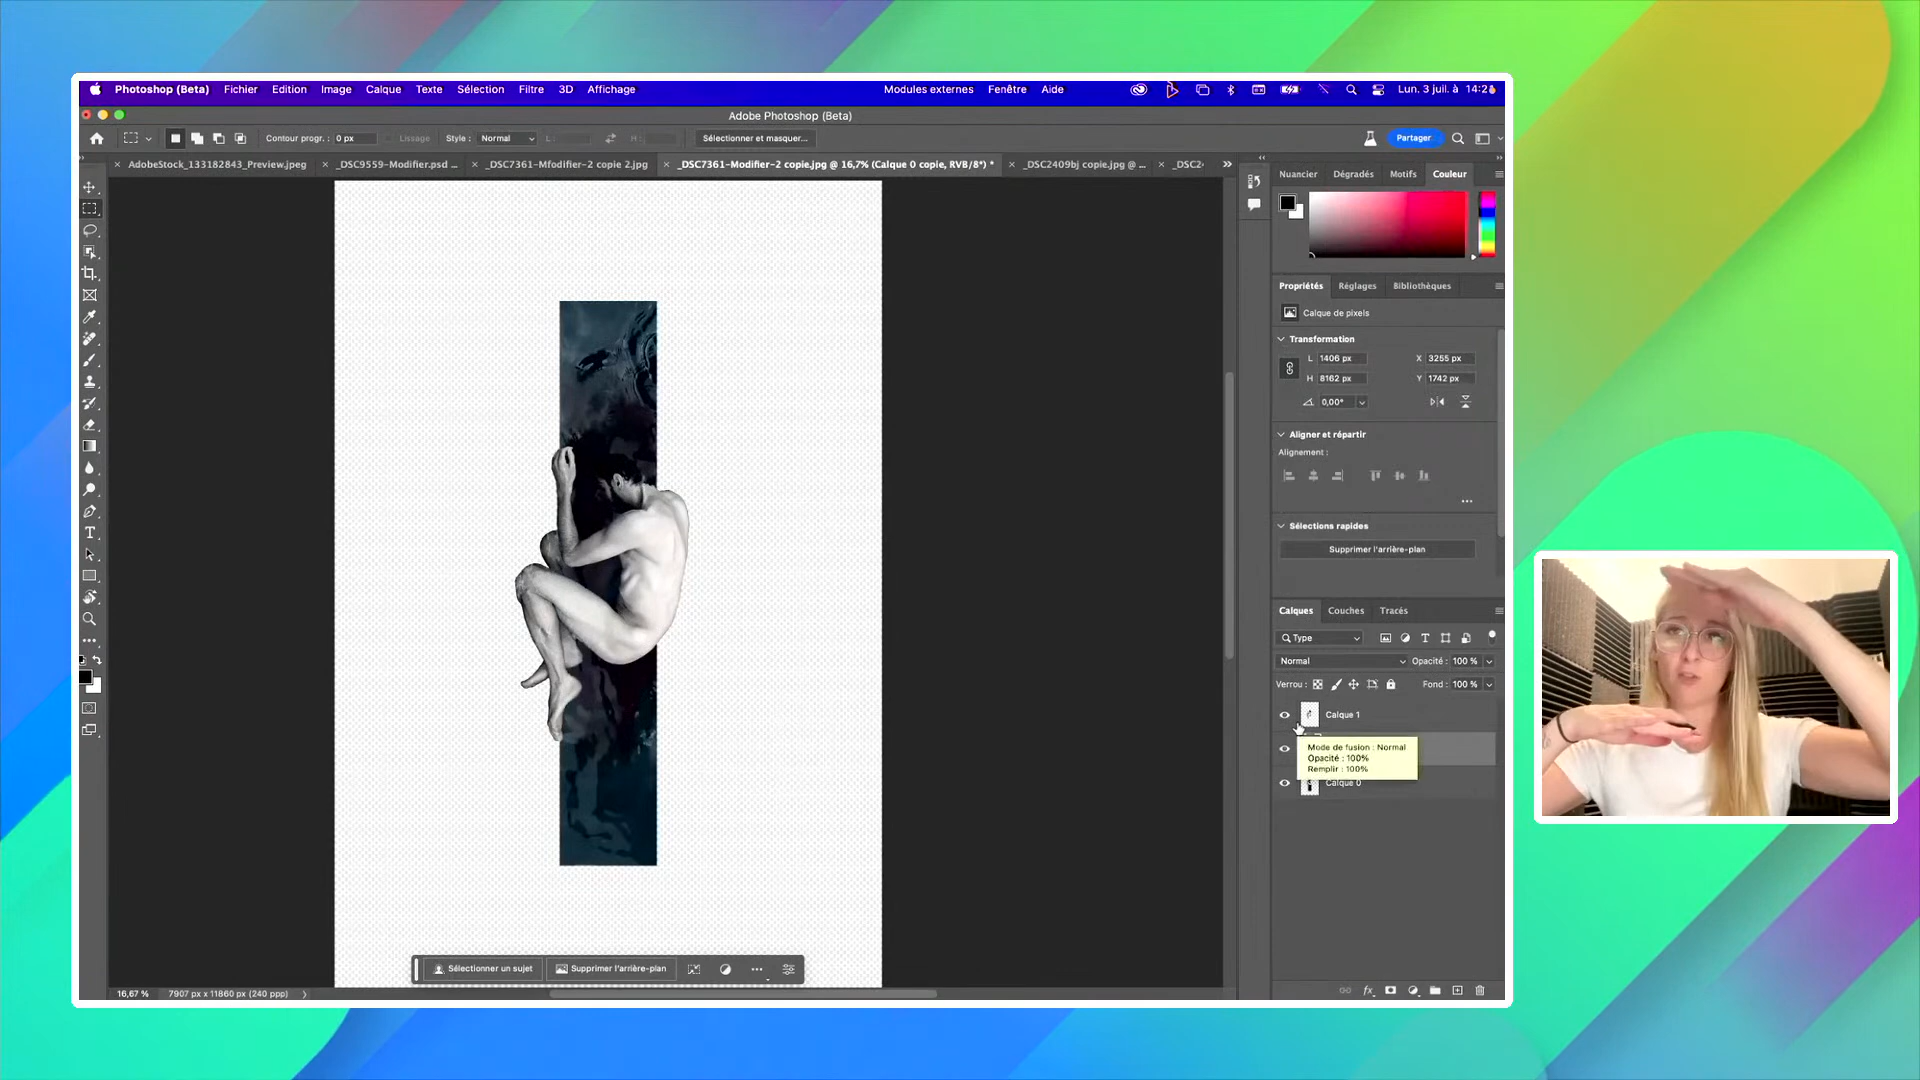 Photoshop (Beta) Fichier Edition Image Calque Texte Sélection Filtre 3D Affichage Modules externes Fenêtre Aide Lun. 3 juil. à
Adobe Photoshop (Beta)
Contour progr. : 0 px Lissage Style : Normal L : H : Sélectionner et masquer... Partager
AdobeStock_133182843_Preview.jpeg _DSC9559-Modifier.psd ... _DSC7361-Mfodifier-2 copie 2.jpg _DSC7361-Modifier-2 copie.jpg @ 16,7% (Calque 0 copie, RVB/8*) * _DSC2409bj copie.jpg @ ...
Nuancier Dégradés Motifs Couleur
Propriétés Réglages Bibliothèques
Calque de pixels
Transformation
L 1406 px X 3255 px
H 8162 px Y 1742 px
0,00°
Aligner et répartir
Alignement :
Sélections rapides
Supprimer l'arrière-plan
Calques Couches Tracés
Type
Normal Opacité : 100 %
Verrou : Fond : 100 %
Calque 1
Mode de fusion : Normal
Opacité : 100%
Remplir : 100%
Calque 0
Sélectionner un sujet Supprimer l'arrière-plan
16,67 % 7907 px x 11860 px (240 ppp)
fx